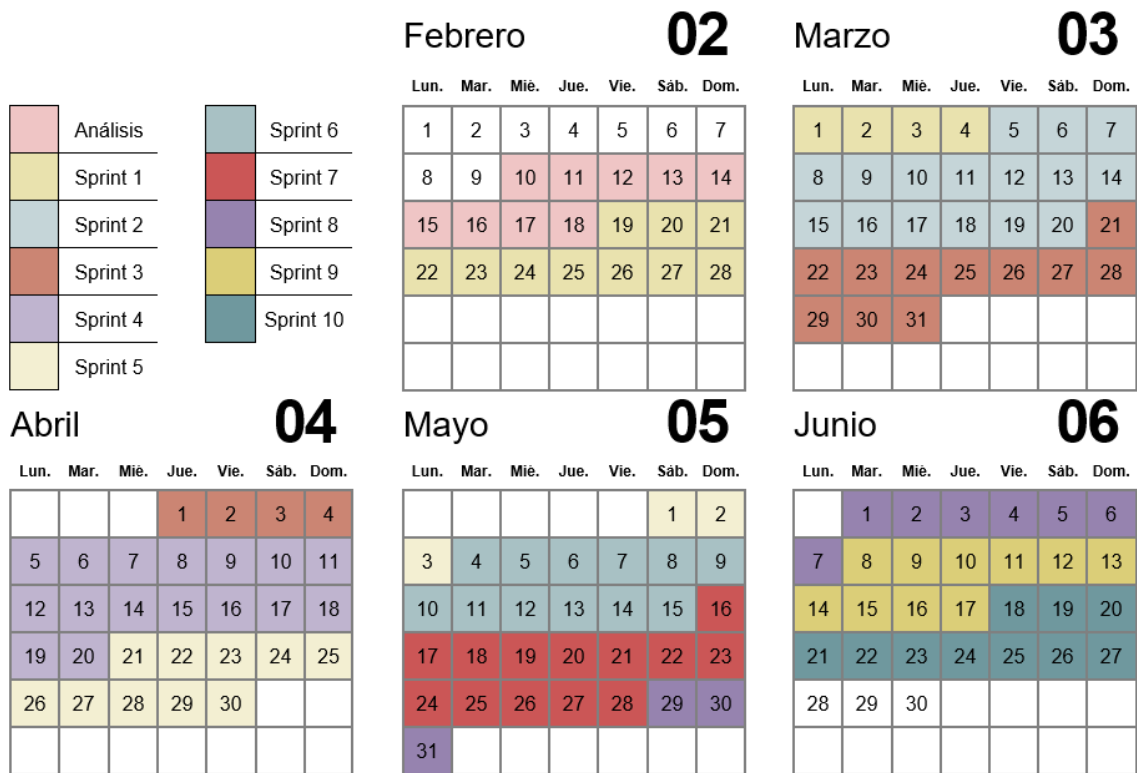 Febrero 02
Lun. Mar. Miè. Jue. Vie. Sáb. Dom.
1 2 3 4 5 6 7
8 9 10 11 12 13 14
15 16 17 18 19 20 21
22 23 24 25 26 27 28
Marzo 03
Lun. Mar. Miè. Jue. Vie. Sáb. Dom.
1 2 3 4 5 6 7
8 9 10 11 12 13 14
15 16 17 18 19 20 21
22 23 24 25 26 27 28
29 30 31
Análisis
Sprint 1
Sprint 2
Sprint 3
Sprint 4
Sprint 5
Sprint 6
Sprint 7
Sprint 8
Sprint 9
Sprint 10
Abril 04
Lun. Mar. Miè. Jue. Vie. Sáb. Dom.
1 2 3 4
5 6 7 8 9 10 11
12 13 14 15 16 17 18
19 20 21 22 23 24 25
26 27 28 29 30
Mayo 05
Lun. Mar. Miè. Jue. Vie. Sáb. Dom.
1 2
3 4 5 6 7 8 9
10 11 12 13 14 15 16
17 18 19 20 21 22 23
24 25 26 27 28 29 30
31
Junio 06
Lun. Mar. Miè. Jue. Vie. Sáb. Dom.
1 2 3 4 5 6
7 8 9 10 11 12 13
14 15 16 17 18 19 20
21 22 23 24 25 26 27
28 29 30